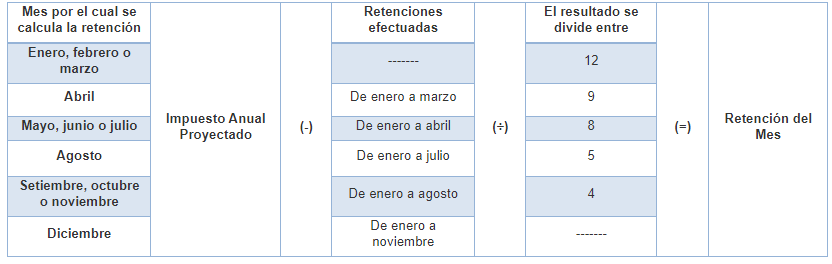 Mes por el cual se
calcula la retención
Retenciones
efectuadas
El resultado se
divide entre
Enero, febrero o
marzo
-------
12
Abril
De enero a marzo
9
Impuesto Anual
Proyectado
(-)
Mayo, junio o julio
De enero a abril
(÷)
8
(=)
Retención del
Mes
Agosto
De enero a julio
5
Setiembre, octubre
o noviembre
De enero a agosto
4
Diciembre
De enero a
noviembre
-------